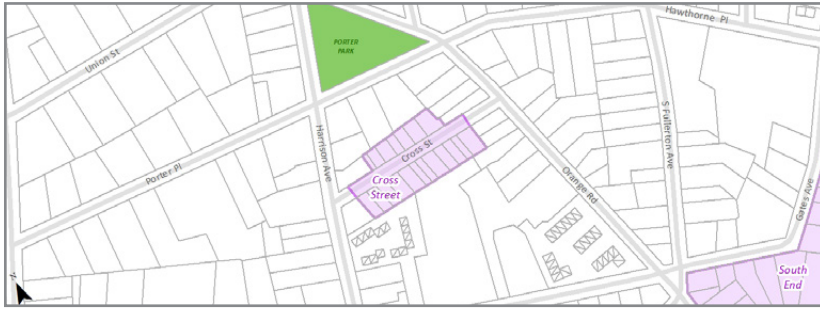 Hawthorne Pl
PORTER
PARK
Union St
S Fullerton Ave
Harrison Ave
Cross St
Porter Pl
Cross
Street
Orange Rd
Gates Ave
South
End
N